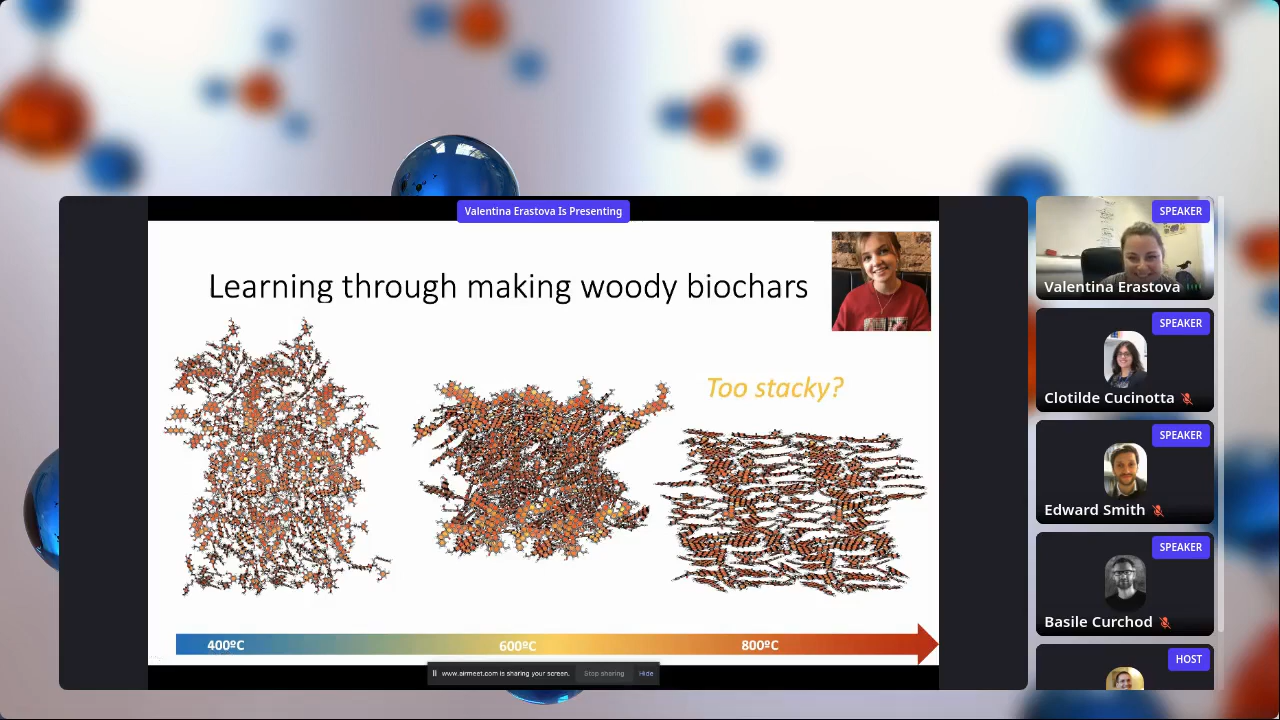 Valentina Erastova Is Presenting
Learning through making woody biochars
Too stacky?
400ºC
600ºC
800ºC
www.airmeet.com is sharing your screen.
Stop sharing
Hide
SPEAKER
Valentina Erastova
SPEAKER
Clotilde Cucinotta
SPEAKER
Edward Smith
SPEAKER
Basile Curchod
HOST